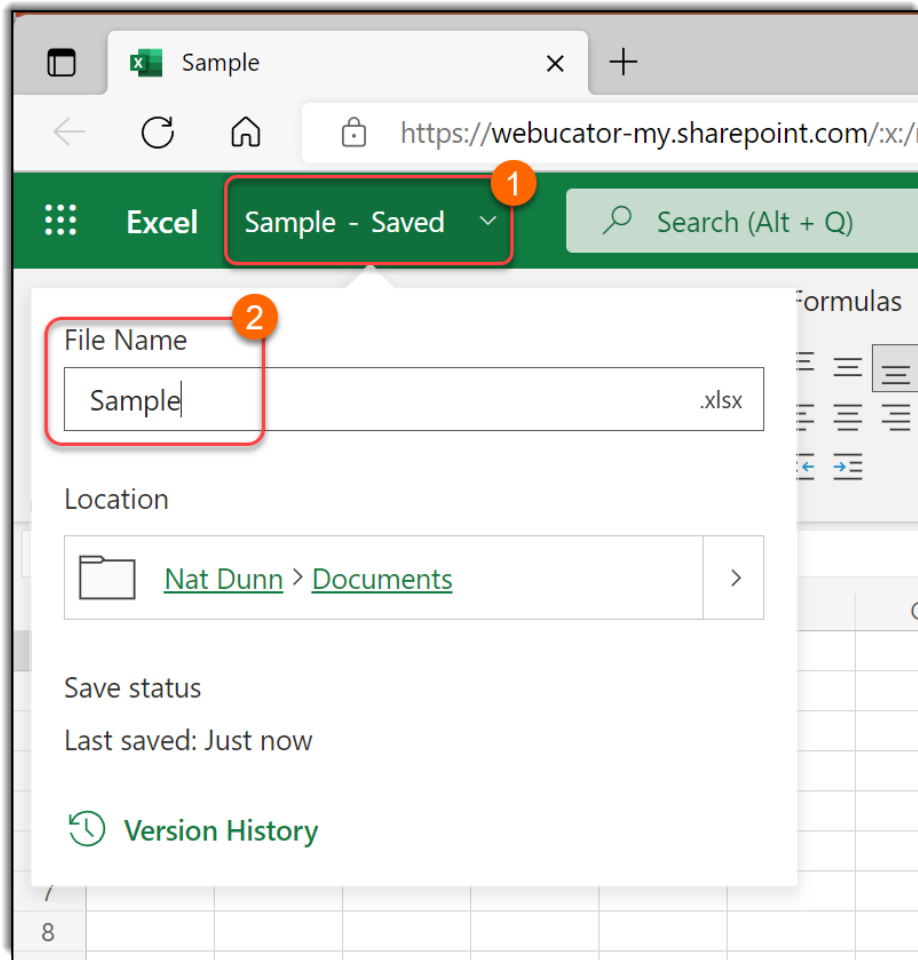 Sample
https://webucator-my.sharepoint.com/:x:/
Excel
Sample - Saved
1
Search (Alt + Q)
Formulas
2
File Name
Sample
.xlsx
Location
Nat Dunn > Documents
Save status
Last saved: Just now
Version History
7
8